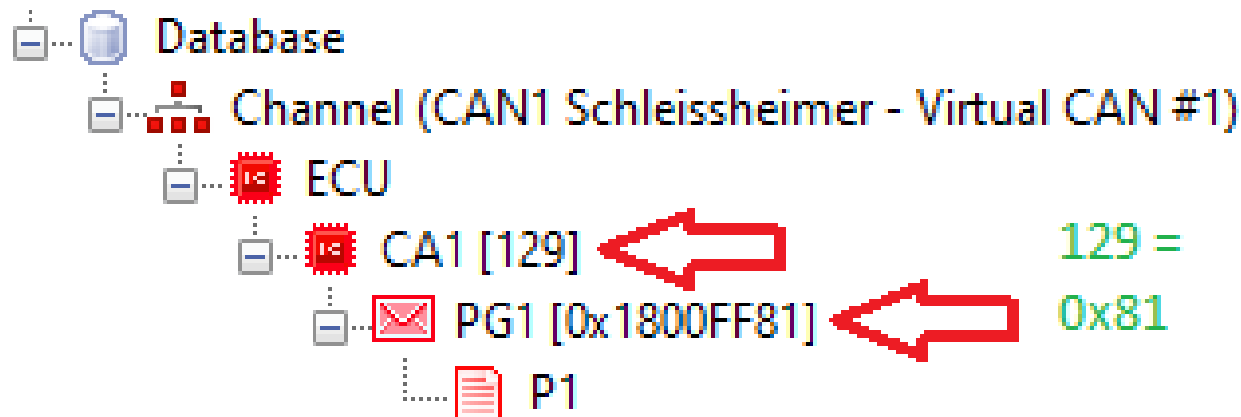 Database
Channel (CAN1 Schleissheimer - Virtual CAN #1)
ECU
CA1 [129] 129 =
PG1 [0x1800FF81] 0x81
P1